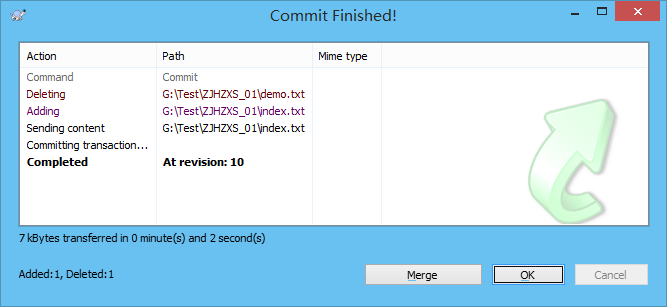 Commit Finished!
Action Path Mime type
Command Commit
Deleting G:\Test\ZJHZXS_01\demo.txt
Adding G:\Test\ZJHZXS_01\index.txt
Sending content G:\Test\ZJHZXS_01\index.txt
Committing transaction...
Completed At revision: 10
7 kBytes transferred in 0 minute(s) and 2 second(s)
Added:1, Deleted:1
Merge OK Cancel